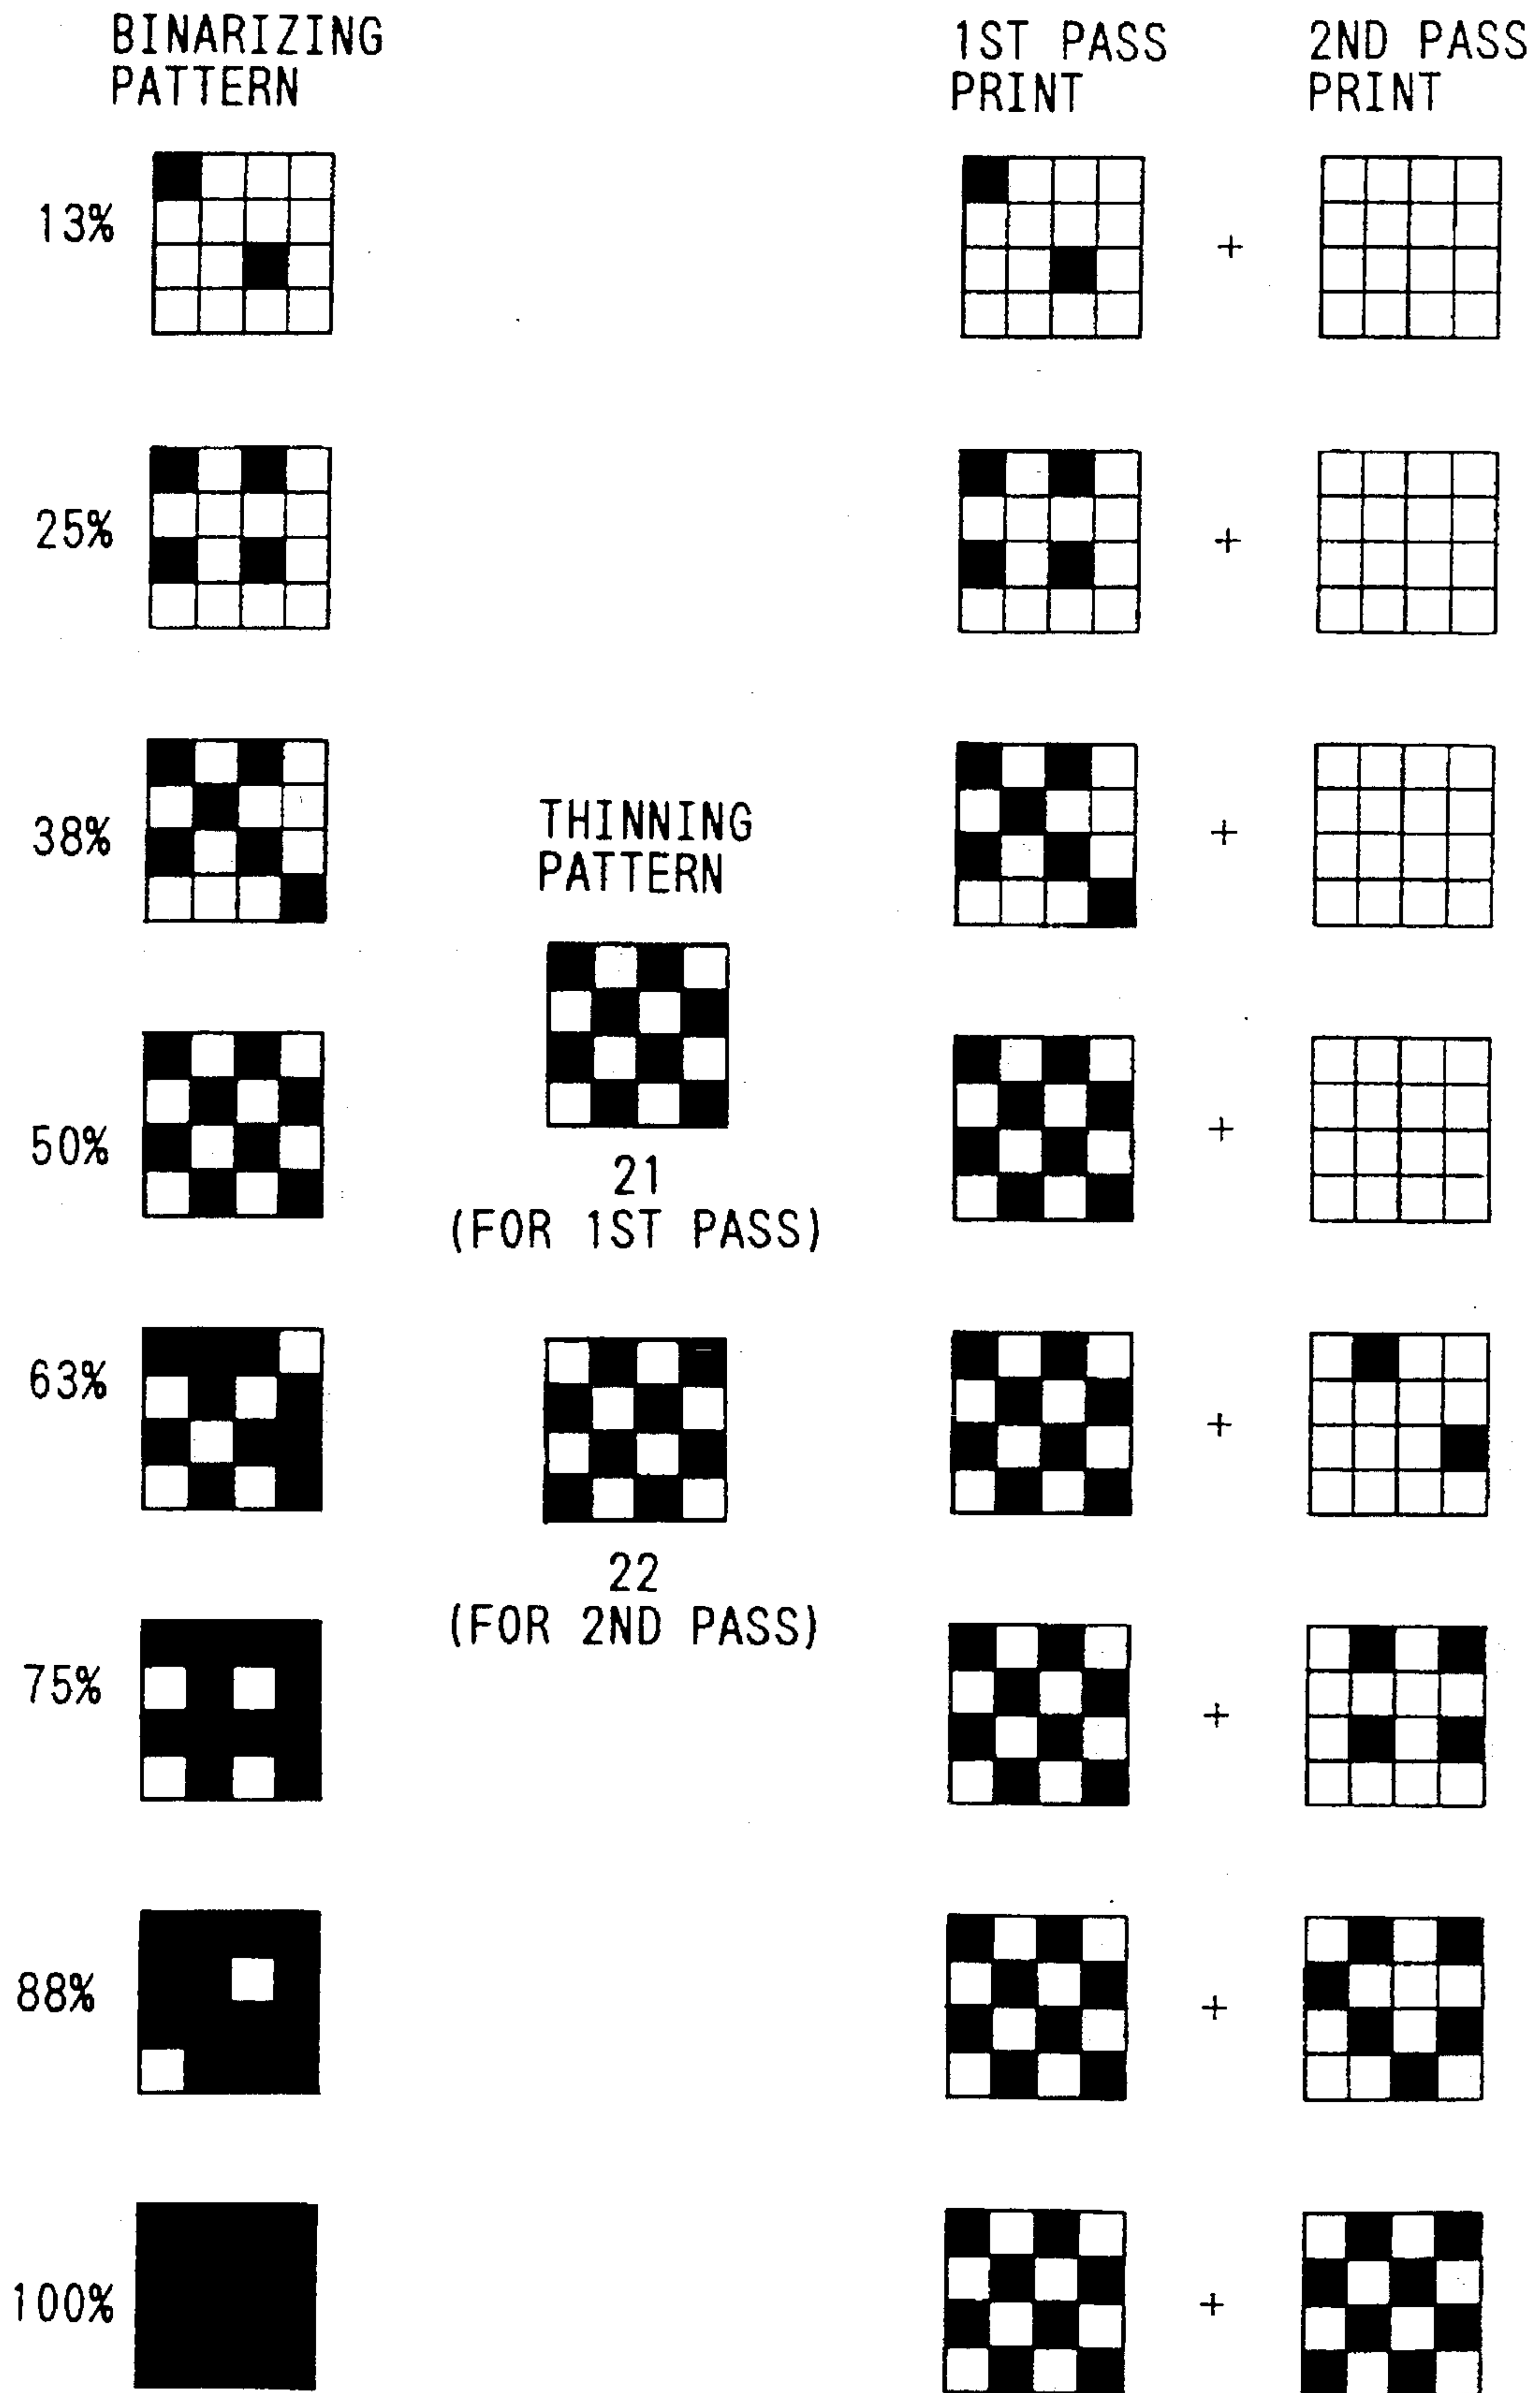 BINARIZING
PATTERN
1ST PASS
PRINT
2ND PASS
PRINT
13%
+
25%
+
38%
+
THINNING
PATTERN
50%
+
21
(FOR 1ST PASS)
63%
+
22
(FOR 2ND PASS)
75%
+
88%
+
100%
+